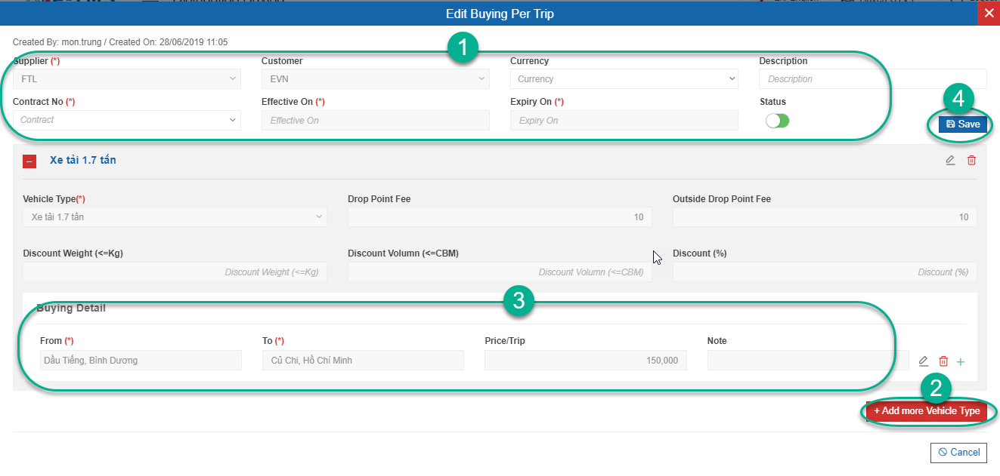 Edit Buying Per Trip
Created By: mon.trung / Created On: 28/06/2019 11:05
1
Supplier (*) Customer Currency Description
FTL EVN Currency Description
Contract No (*) Effective On (*) Expiry On (*) Status
4
Contract Effective On Expiry On Save
Xe tải 1.7 tấn
Vehicle Type(*) Drop Point Fee Outside Drop Point Fee
Xe tải 1.7 tấn 10 10
Discount Weight (<=Kg) Discount Volumn (<=CBM) Discount (%)
Discount Weight (<=Kg) Discount Volumn (<=CBM) Discount (%)
3
Buying Detail
From (*) To (*) Price/Trip Note
Dầu Tiếng, Bình Dương Củ Chi, Hồ Chí Minh 150,000
2
+ Add more Vehicle Type
Cancel